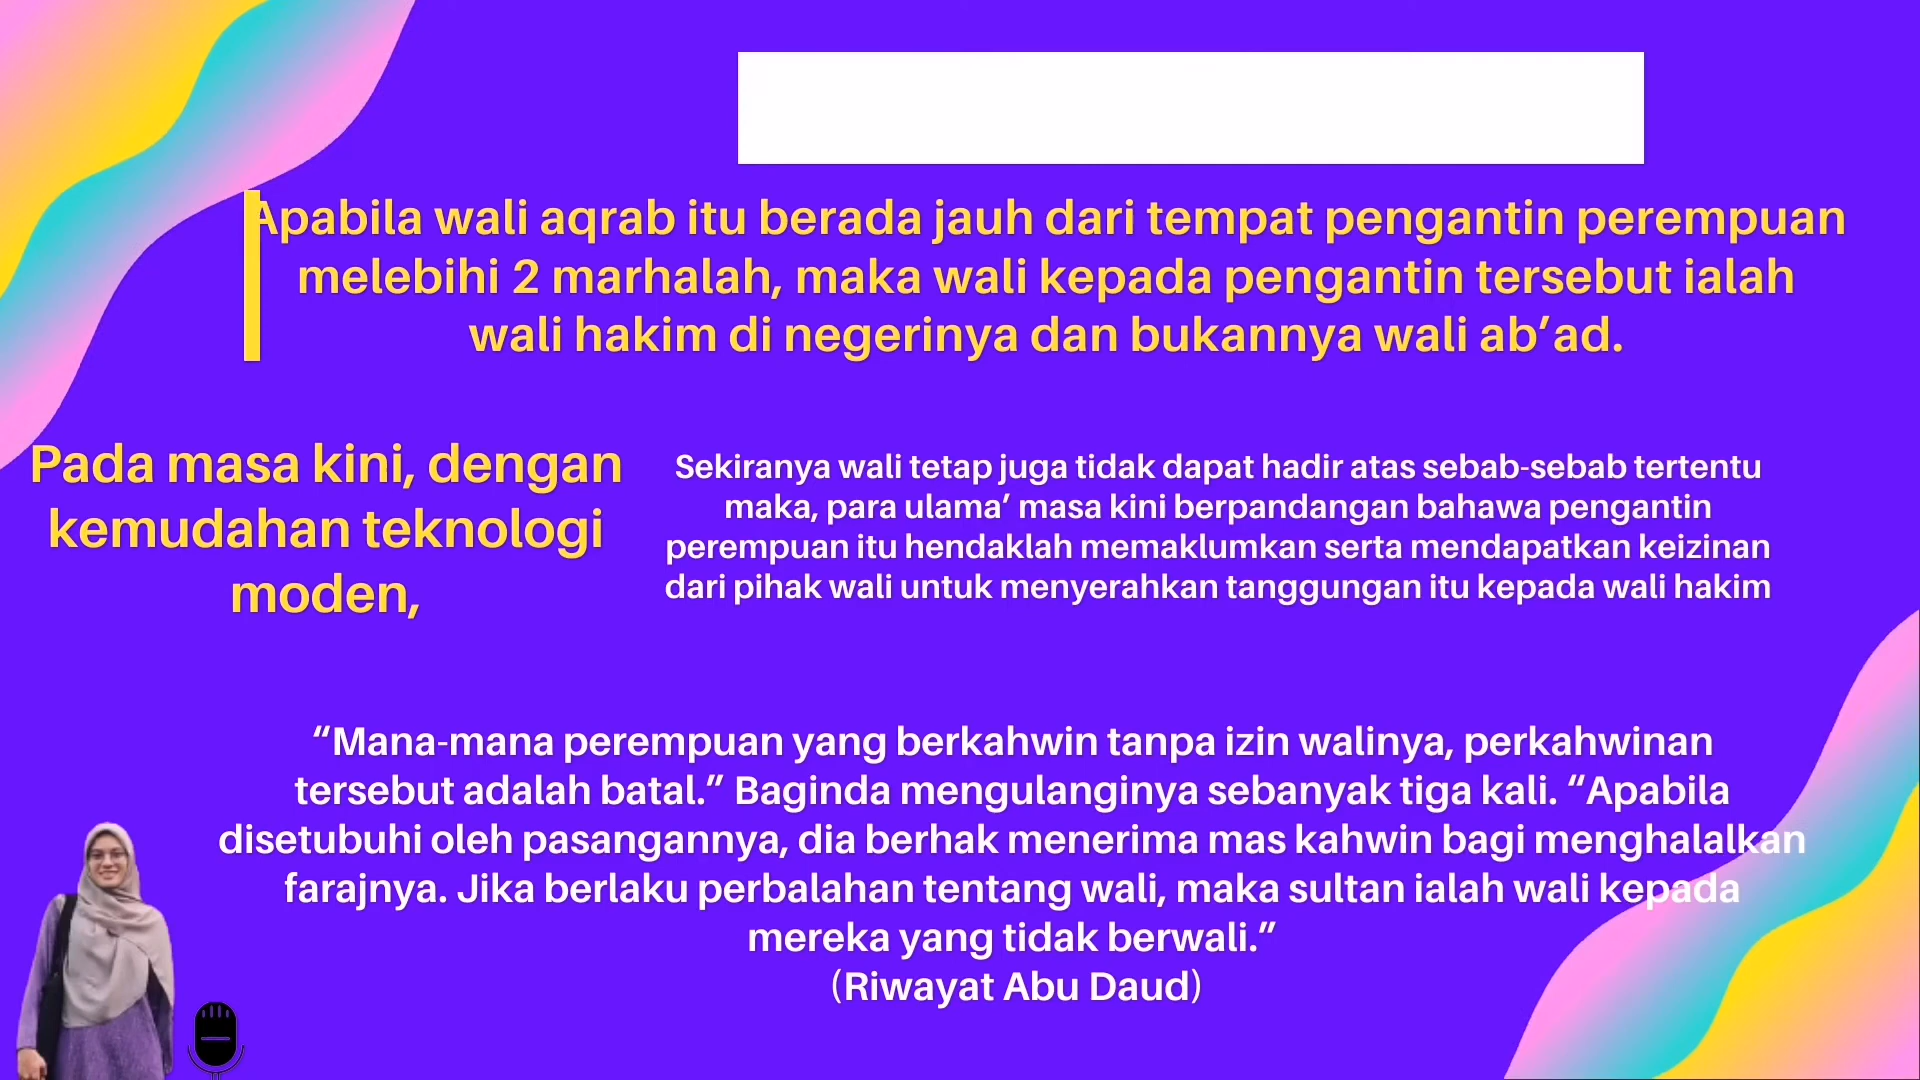 Apabila wali aqrab itu berada jauh dari tempat pengantin perempuan
melebihi 2 marhalah, maka wali kepada pengantin tersebut ialah
wali hakim di negerinya dan bukannya wali ab’ad.
Pada masa kini, dengan
kemudahan teknologi
moden,
Sekiranya wali tetap juga tidak dapat hadir atas sebab-sebab tertentu
maka, para ulama’ masa kini berpandangan bahawa pengantin
perempuan itu hendaklah memaklumkan serta mendapatkan keizinan
dari pihak wali untuk menyerahkan tanggungan itu kepada wali hakim
“Mana-mana perempuan yang berkahwin tanpa izin walinya, perkahwinan
tersebut adalah batal.” Baginda mengulanginya sebanyak tiga kali. “Apabila
disetubuhi oleh pasangannya, dia berhak menerima mas kahwin bagi menghalalkan
farajnya. Jika berlaku perbalahan tentang wali, maka sultan ialah wali kepada
mereka yang tidak berwali.”
(Riwayat Abu Daud)